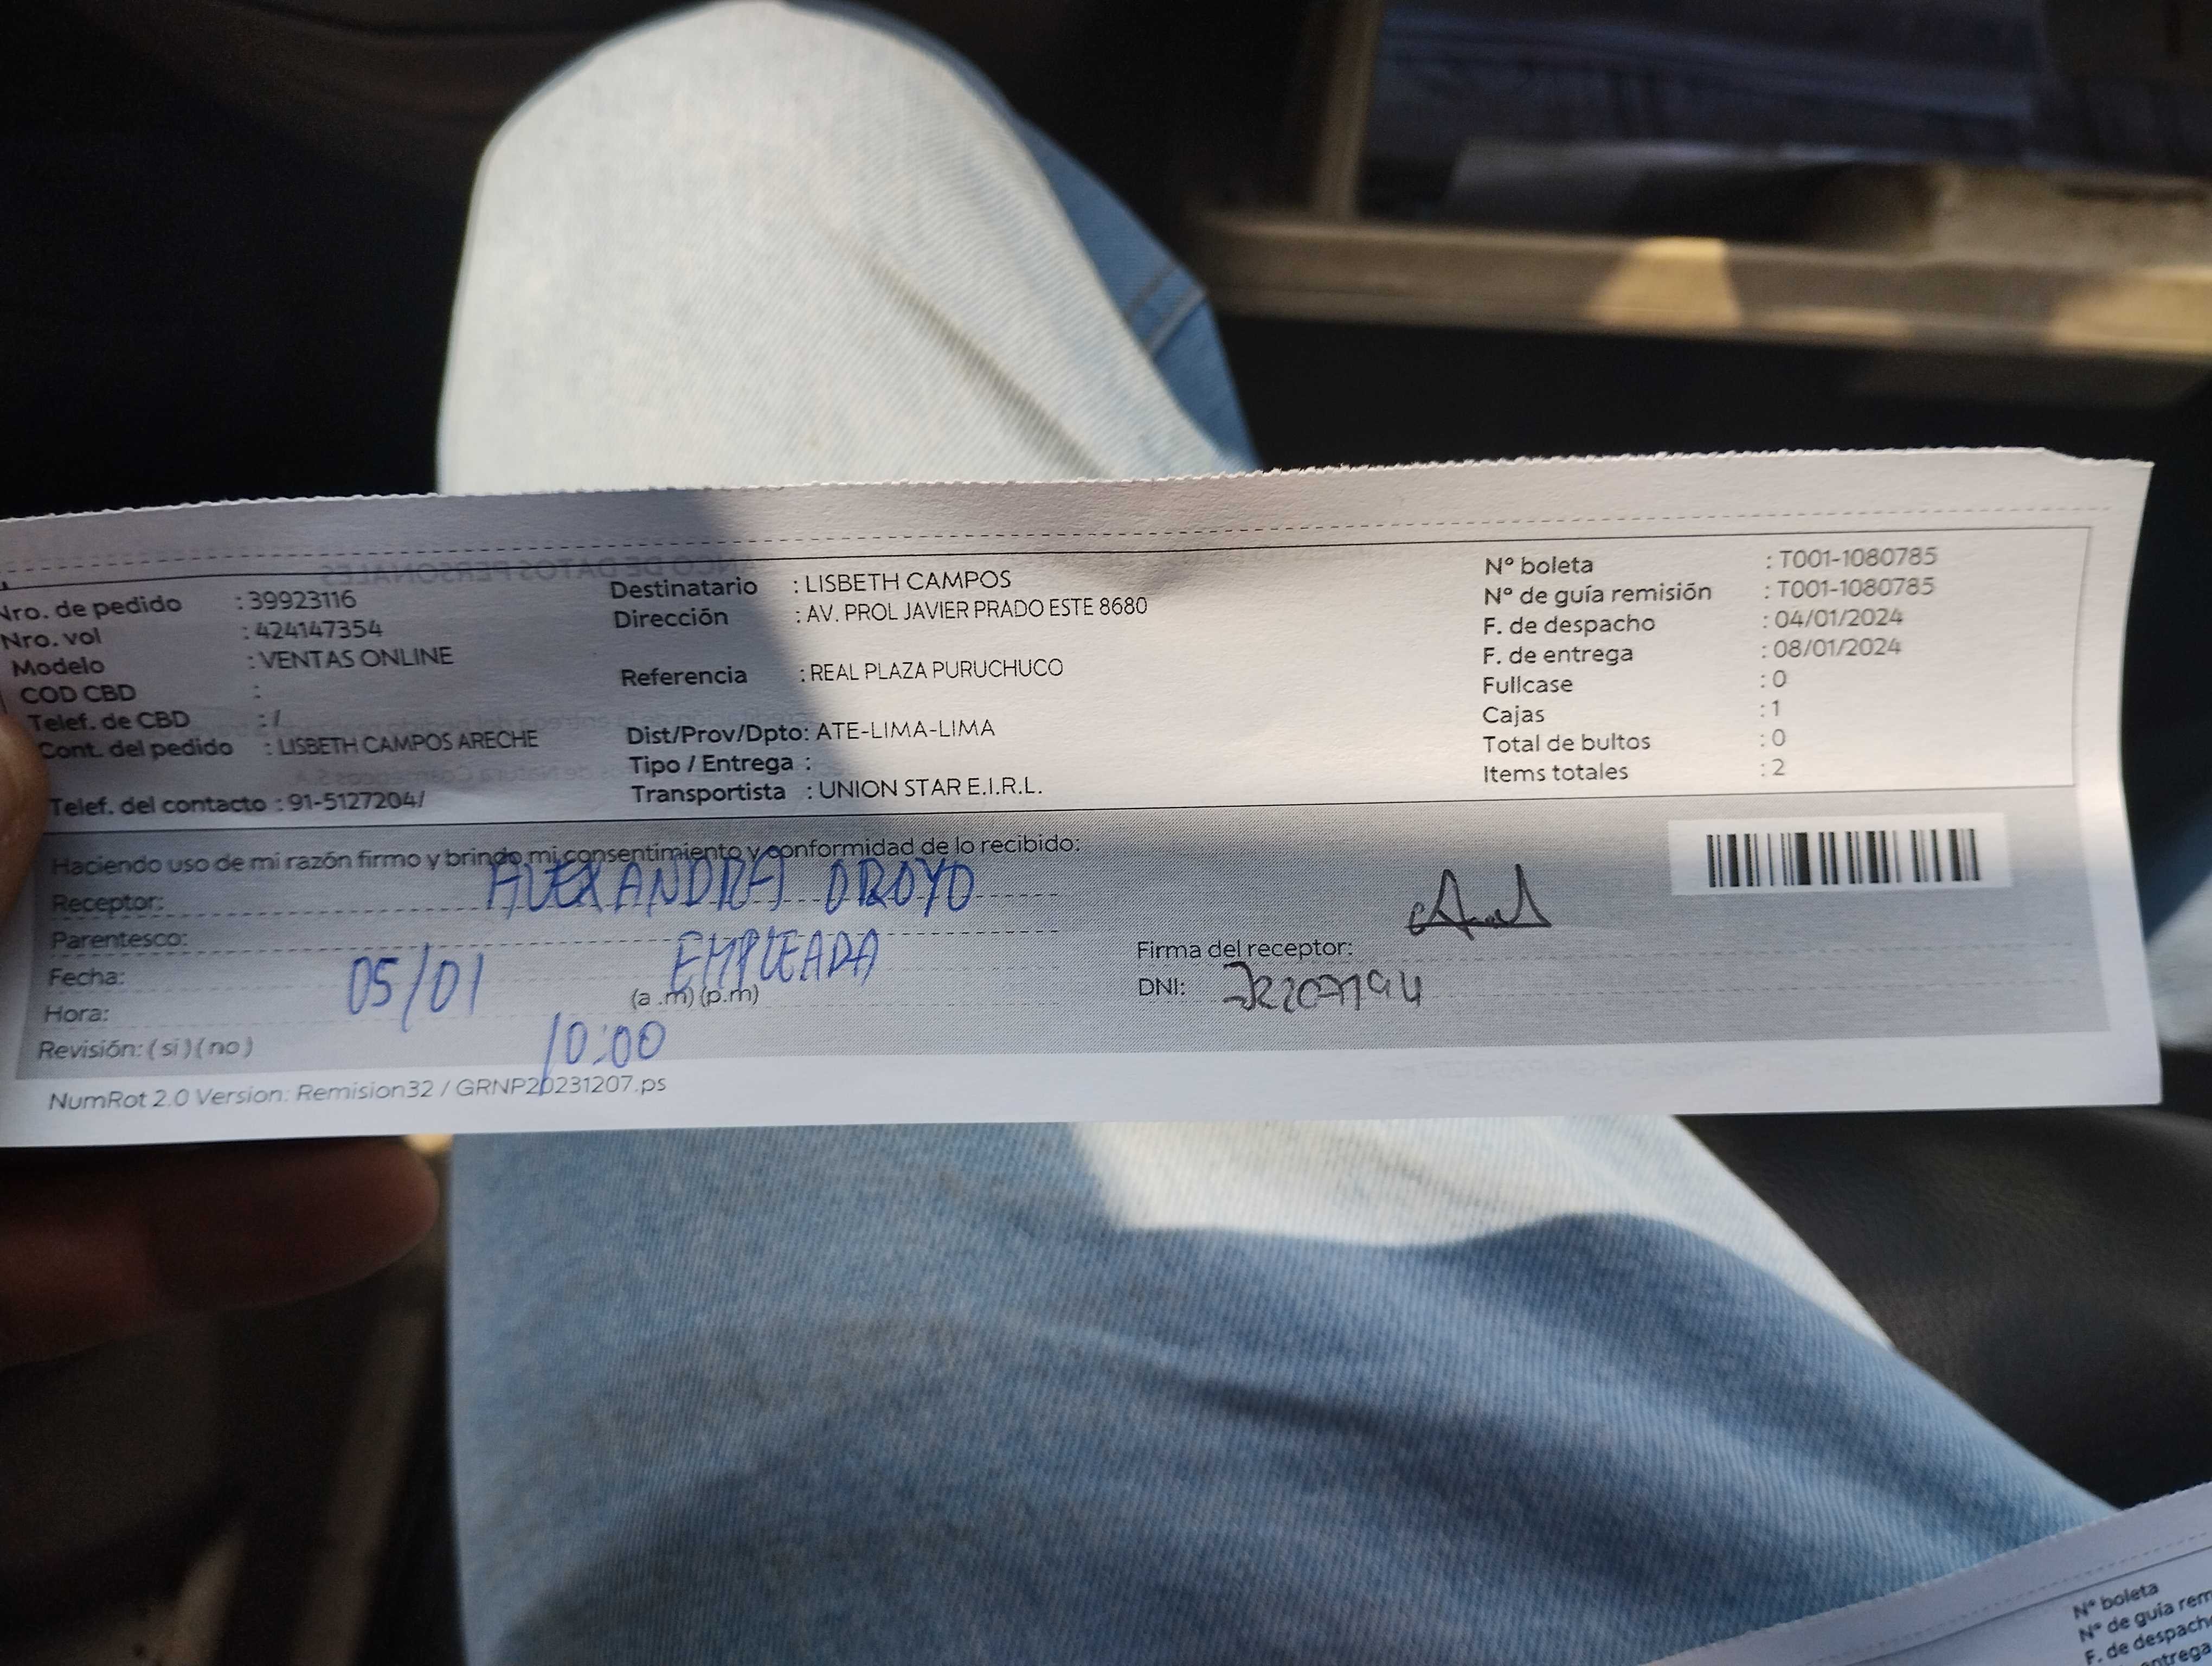 Nro. de pedido : 39923116
Nro. vol : 424147354
Modelo : VENTAS ONLINE
COD CBD :
Telef. de CBD : /
Cont. del pedido : LISBETH CAMPOS ARECHE
Telef. del contacto : 91-5127204/
Destinatario : LISBETH CAMPOS
Dirección : AV. PROL JAVIER PRADO ESTE 8680
Referencia : REAL PLAZA PURUCHUCO
Dist/Prov/Dpto: ATE-LIMA-LIMA
Tipo / Entrega :
Transportista : UNION STAR E.I.R.L.
N° boleta : T001-1080785
N° de guía remisión : T001-1080785
F. de despacho : 04/01/2024
F. de entrega : 08/01/2024
Fullcase : 0
Cajas : 1
Total de bultos : 0
Items totales : 2
Haciendo uso de mi razón firmo y brindo mi consentimiento y conformidad de lo recibido:
Receptor: ALEXANDRA OROYO
Parentesco: EMPLEADA
Fecha: 05/01
Hora: 10:00 (a .m) (p.m)
Revisión: ( si ) ( no )
Firma del receptor:
DNI:
NumRot 2.0 Version: Remision32 / GRNP20231207.ps
N° boleta
N° de guía rem
F. de despach